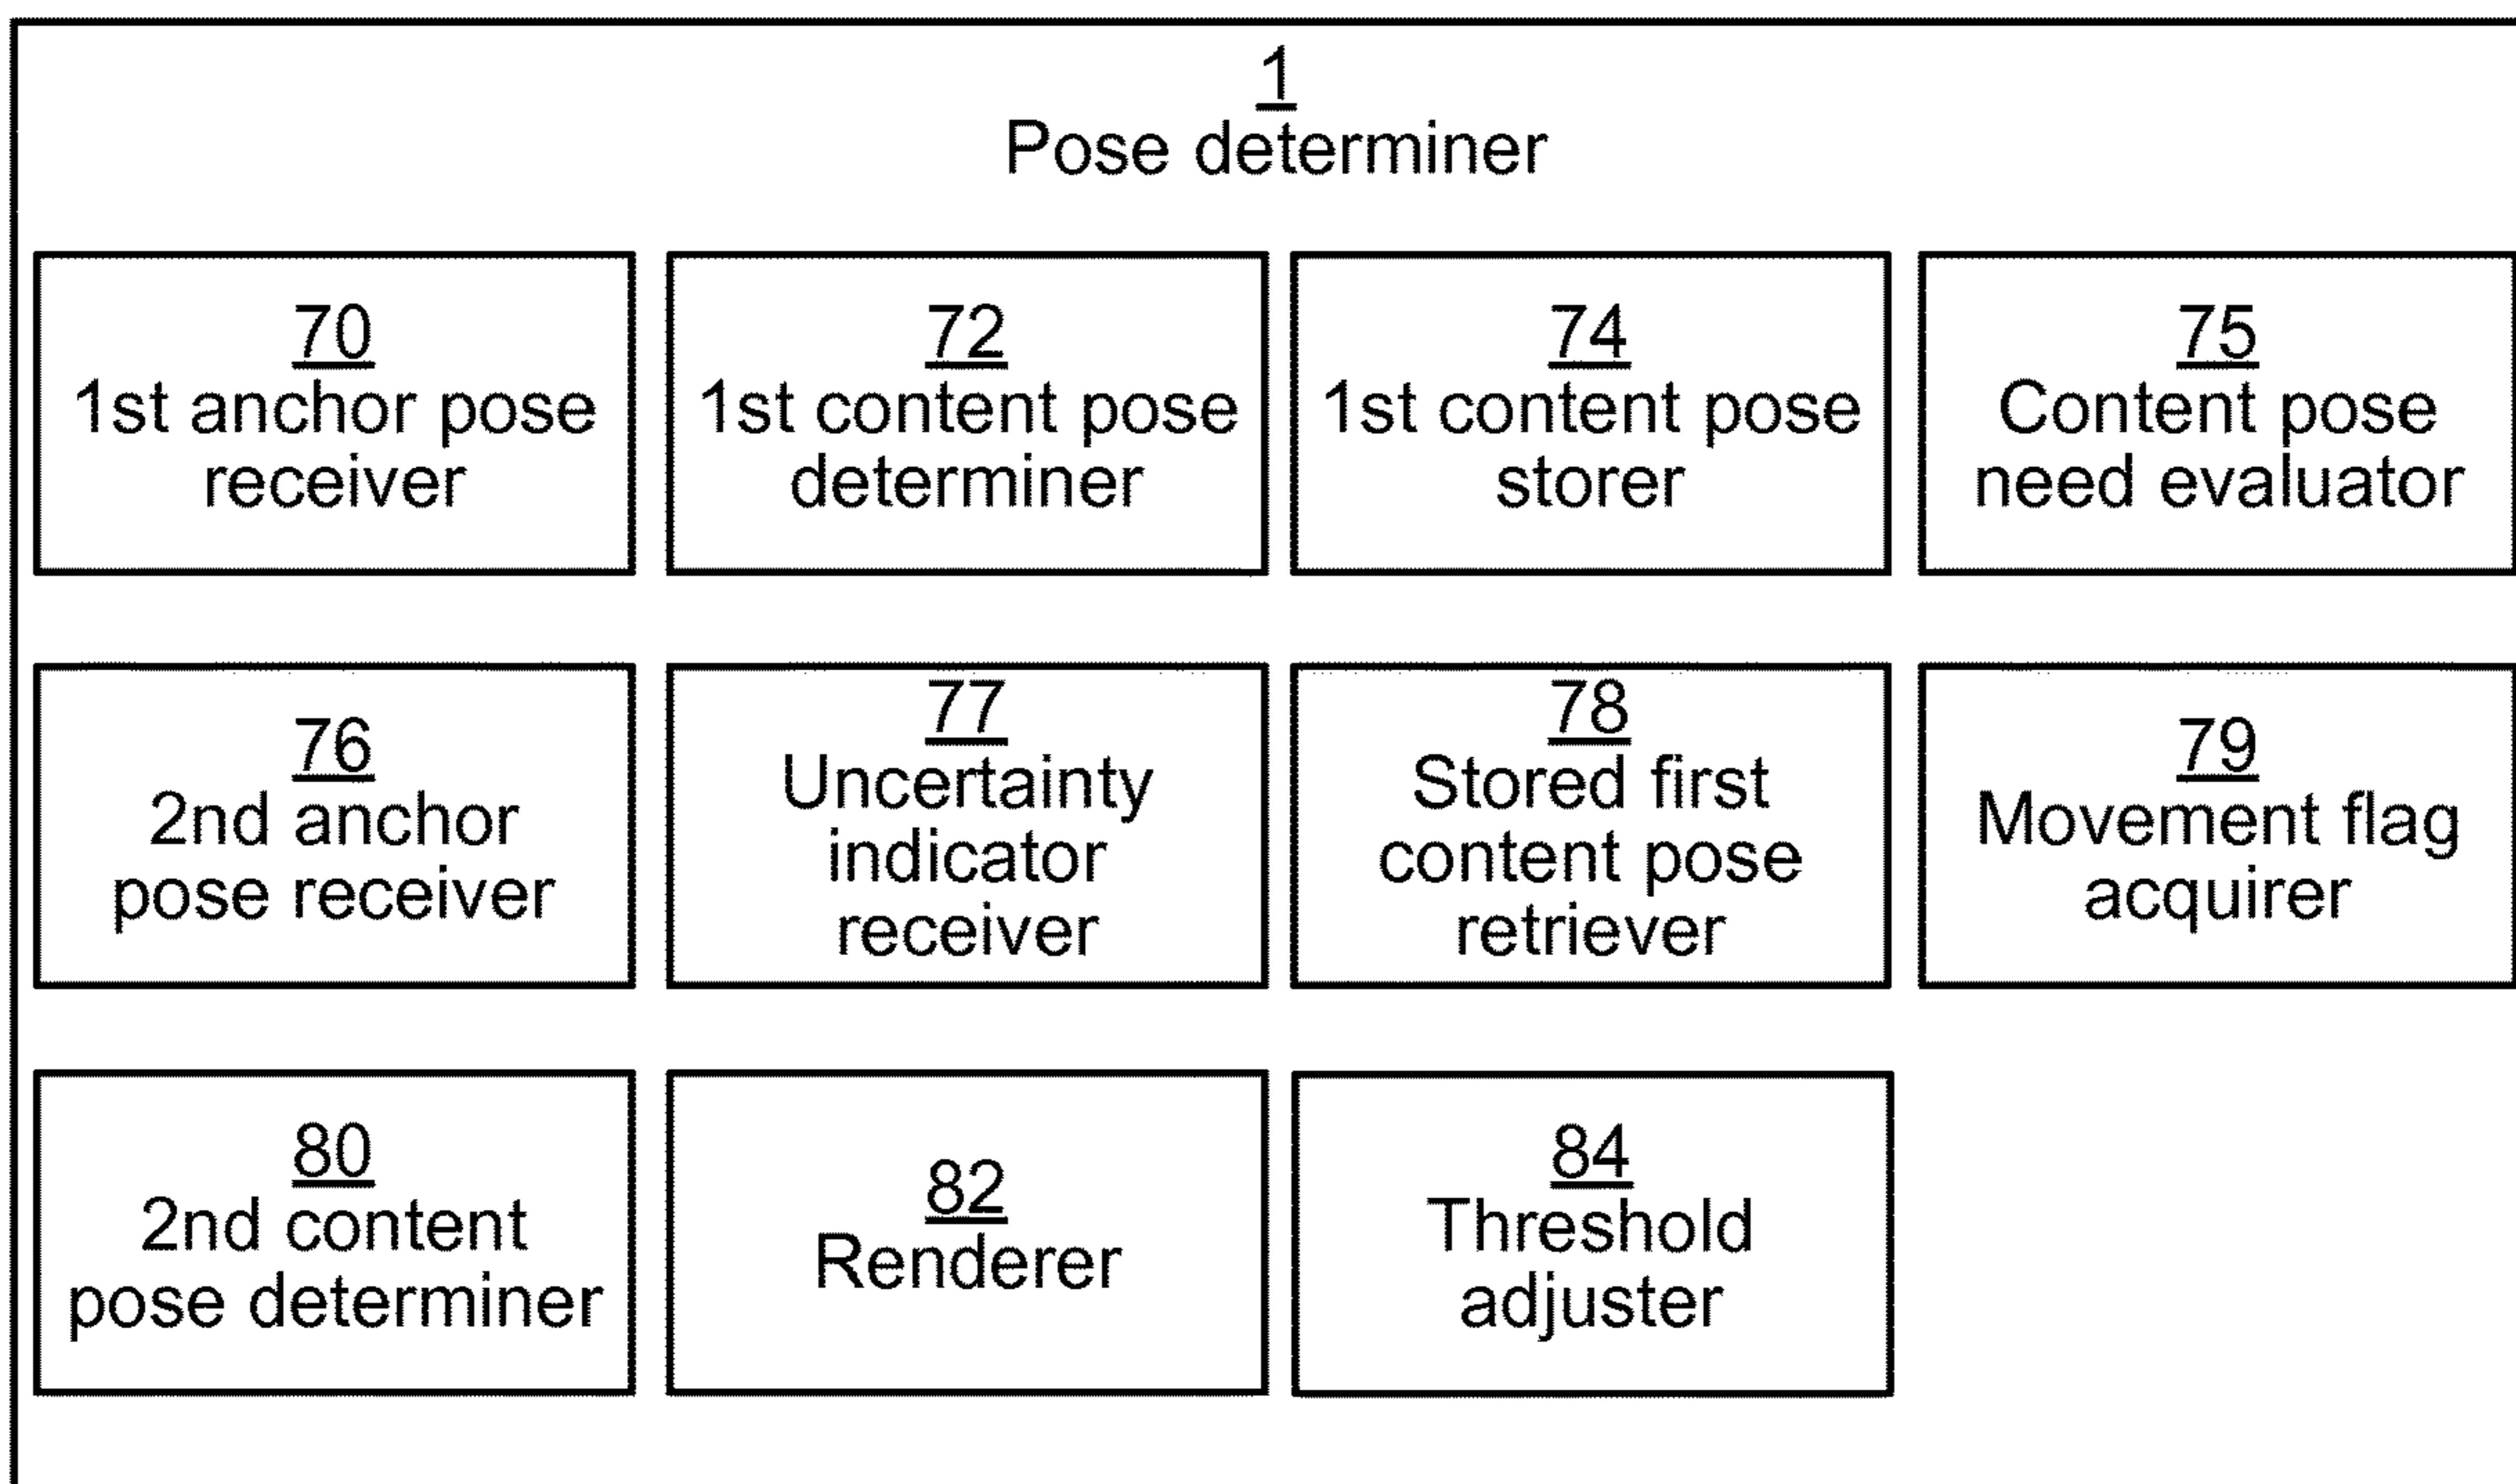 1
Pose determiner
70
1st anchor pose
receiver
72
1st content pose
determiner
74
1st content pose
storer
75
Content pose
need evaluator
76
2nd anchor
pose receiver
77
Uncertainty
indicator
receiver
78
Stored first
content pose
retriever
79
Movement flag
acquirer
80
2nd content
pose determiner
82
Renderer
84
Threshold
adjuster